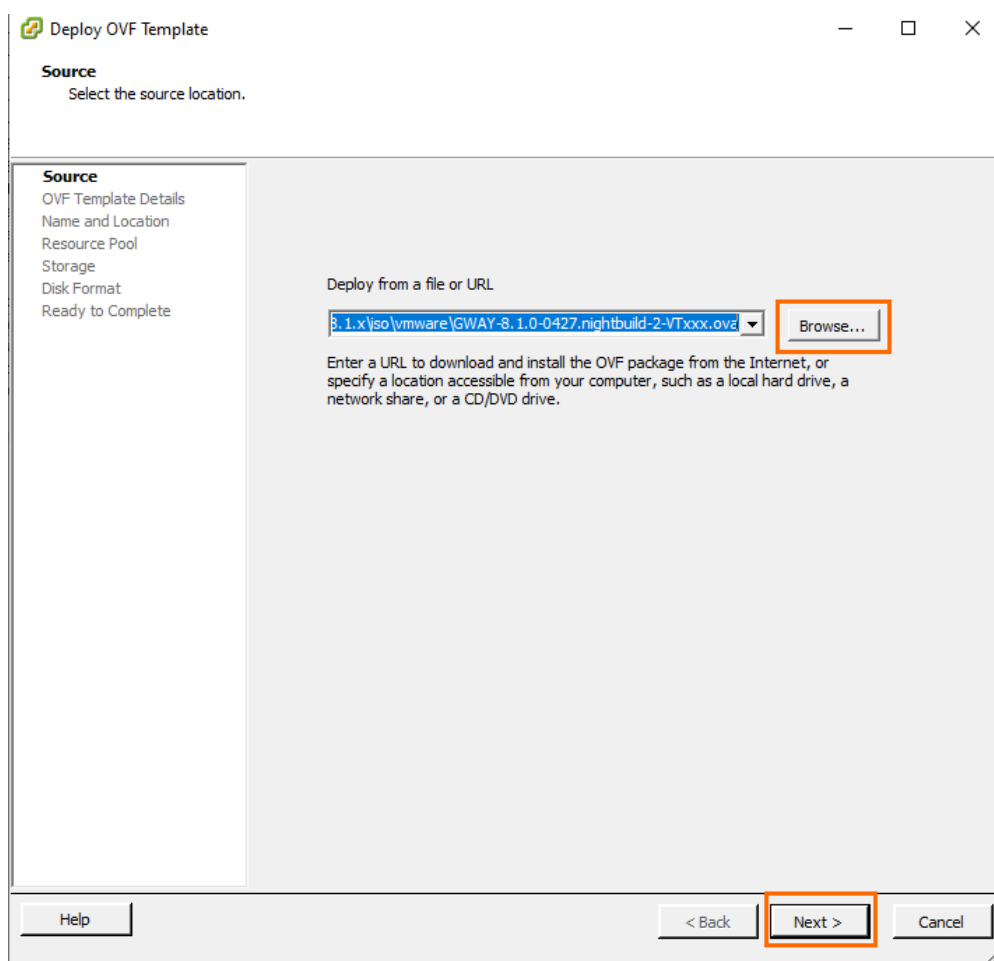 Deploy OVF Template
Source
Select the source location.
Source
OVF Template Details
Name and Location
Resource Pool
Storage
Disk Format
Ready to Complete
Deploy from a file or URL
8.1.x\iso\vmware\GWAY-8.1.0-0427.nightbuild-2-VTxxx.ova
Browse...
Enter a URL to download and install the OVF package from the Internet, or
specify a location accessible from your computer, such as a local hard drive, a
network share, or a CD/DVD drive.
Help
< Back
Next >
Cancel